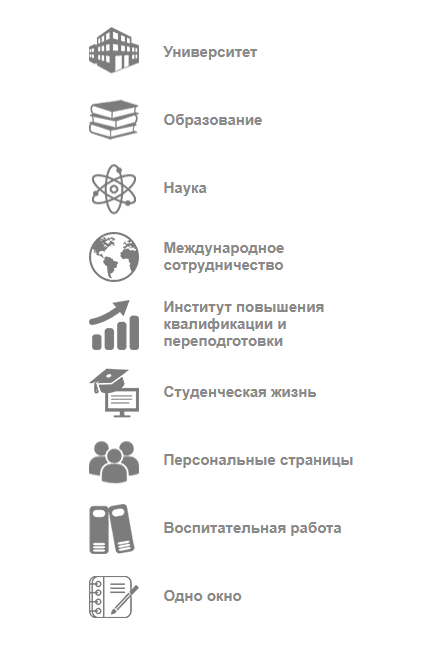 Университет
Образование
Наука
Международное
сотрудничество
Институт повышения
квалификации и
переподготовки
Студенческая жизнь
Персональные страницы
Воспитательная работа
Одно окно